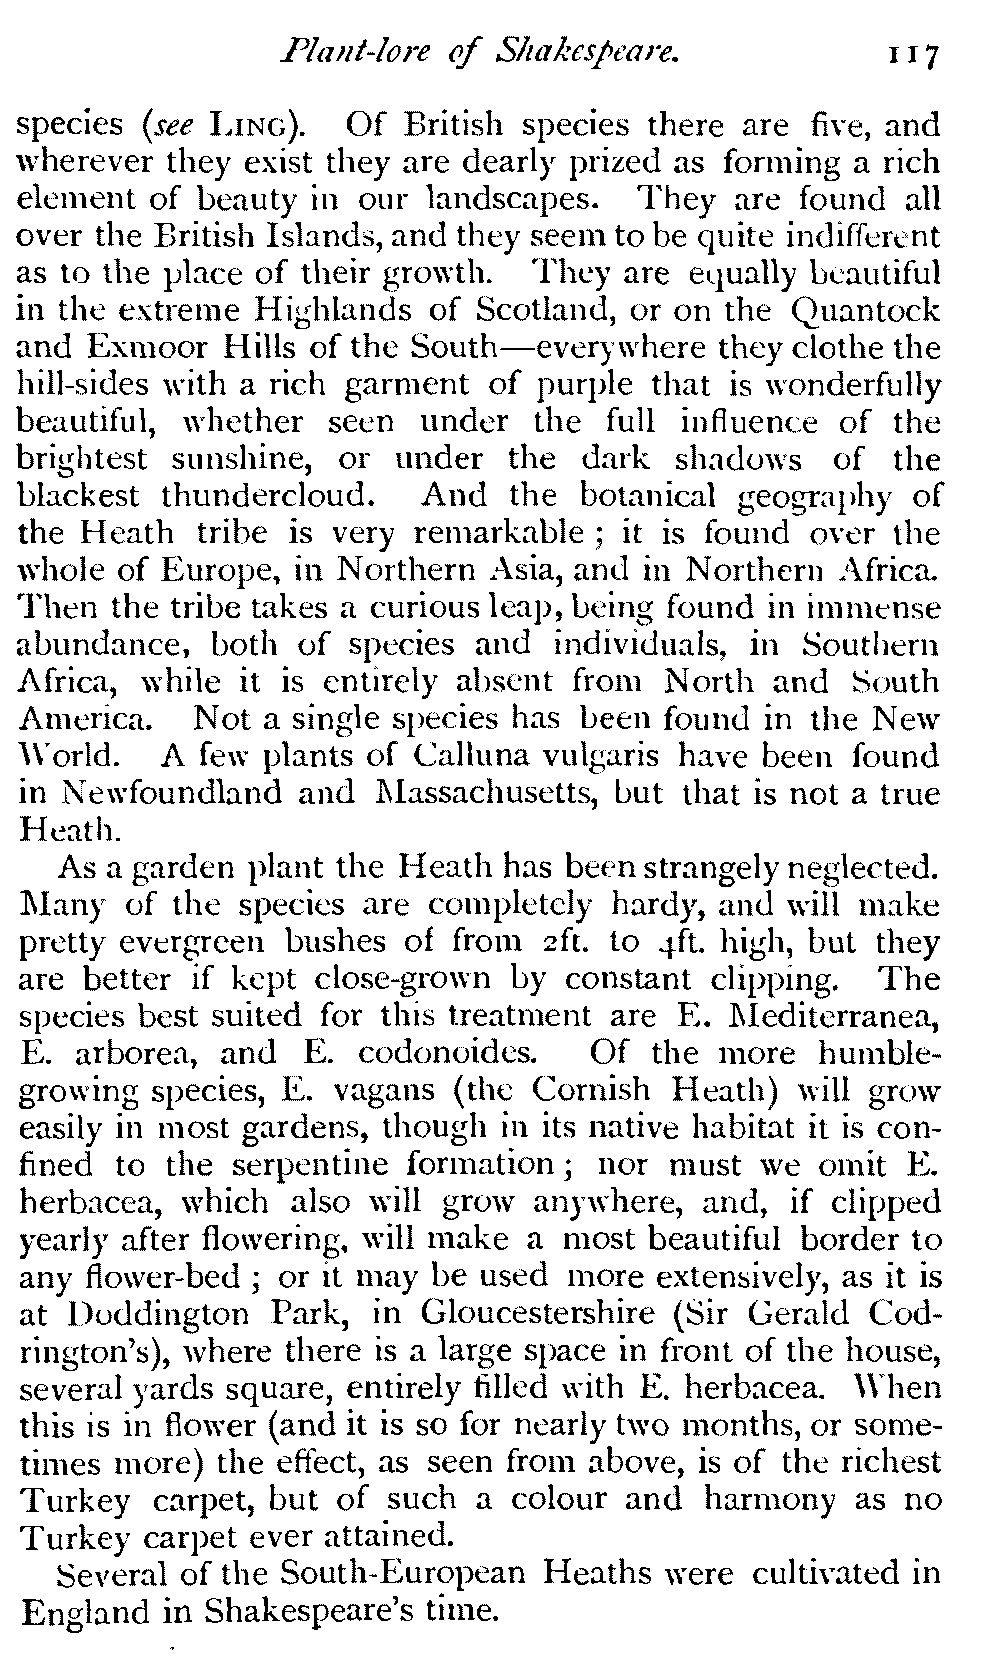 Plant-lore of Shakespeare. 117
species (see LING). Of British species there are five, and
wherever they exist they are dearly prized as forming a rich
element of beauty in our landscapes. They are found all
over the British Islands, and they seem to be quite indifferent
as to the place of their growth. They are equally beautiful
in the extreme Highlands of Scotland, or on the Quantock
and Exmoor Hills of the South—everywhere they clothe the
hill-sides with a rich garment of purple that is wonderfully
beautiful, whether seen under the full influence of the
brightest sunshine, or under the dark shadows of the
blackest thundercloud. And the botanical geography of
the Heath tribe is very remarkable ; it is found over the
whole of Europe, in Northern Asia, and in Northern Africa.
Then the tribe takes a curious leap, being found in immense
abundance, both of species and individuals, in Southern
Africa, while it is entirely absent from North and South
America. Not a single species has been found in the New
World. A few plants of Calluna vulgaris have been found
in Newfoundland and Massachusetts, but that is not a true
Heath.
As a garden plant the Heath has been strangely neglected.
Many of the species are completely hardy, and will make
pretty evergreen bushes of from 2ft. to 4ft. high, but they
are better if kept close-grown by constant clipping. The
species best suited for this treatment are E. Mediterranea,
E. arborea, and E. codonoides. Of the more humble-
growing species, E. vagans (the Cornish Heath) will grow
easily in most gardens, though in its native habitat it is con-
fined to the serpentine formation ; nor must we omit E.
herbacea, which also will grow anywhere, and, if clipped
yearly after flowering, will make a most beautiful border to
any flower-bed ; or it may be used more extensively, as it is
at Doddington Park, in Gloucestershire (Sir Gerald Cod-
rington's), where there is a large space in front of the house,
several yards square, entirely filled with E. herbacea. When
this is in flower (and it is so for nearly two months, or some-
times more) the effect, as seen from above, is of the richest
Turkey carpet, but of such a colour and harmony as no
Turkey carpet ever attained.
Several of the South-European Heaths were cultivated in
England in Shakespeare's time.